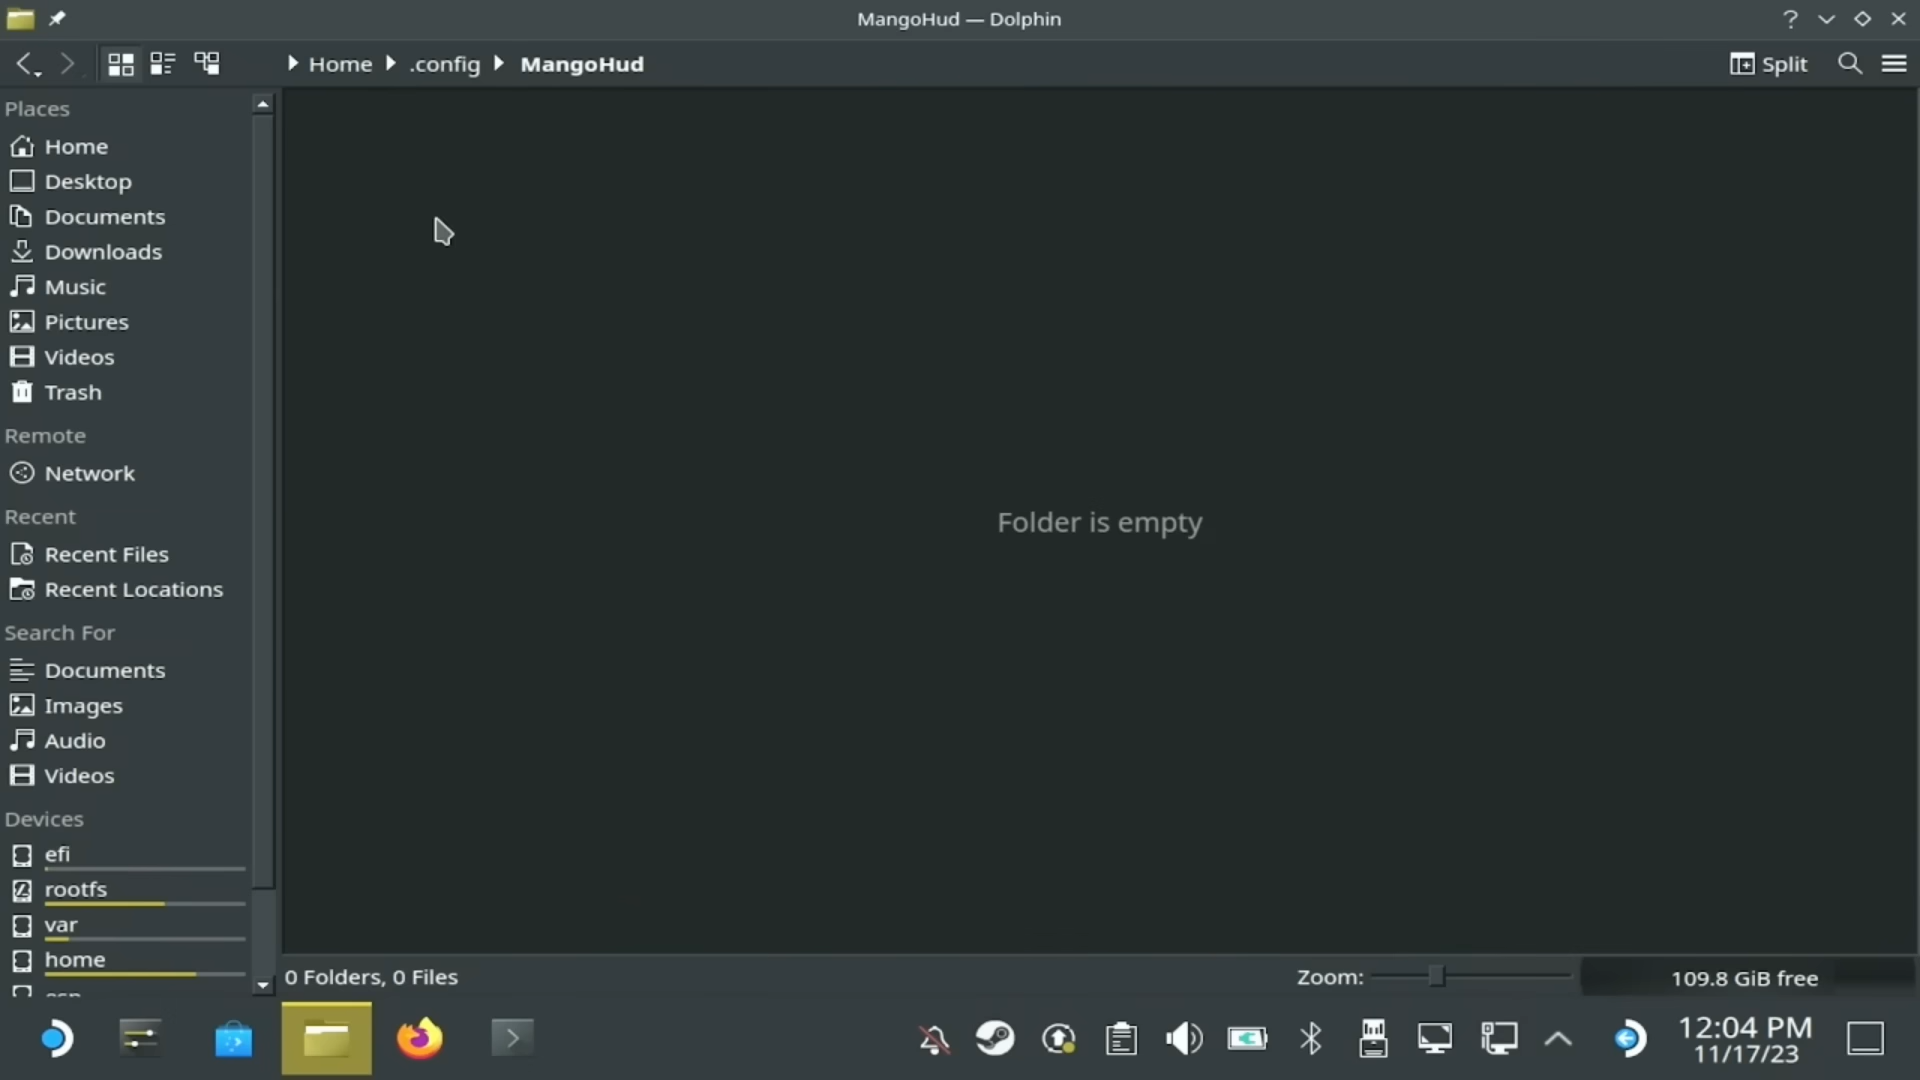 MangoHud — Dolphin
Home .config MangoHud
Split
Places
Home
Desktop
Documents
Downloads
Music
Pictures
Videos
Trash
Remote
Network
Recent
Recent Files
Recent Locations
Search For
Documents
Images
Audio
Videos
Devices
efi
rootfs
var
home
Folder is empty
0 Folders, 0 Files
Zoom:
109.8 GiB free
12:04 PM
11/17/23